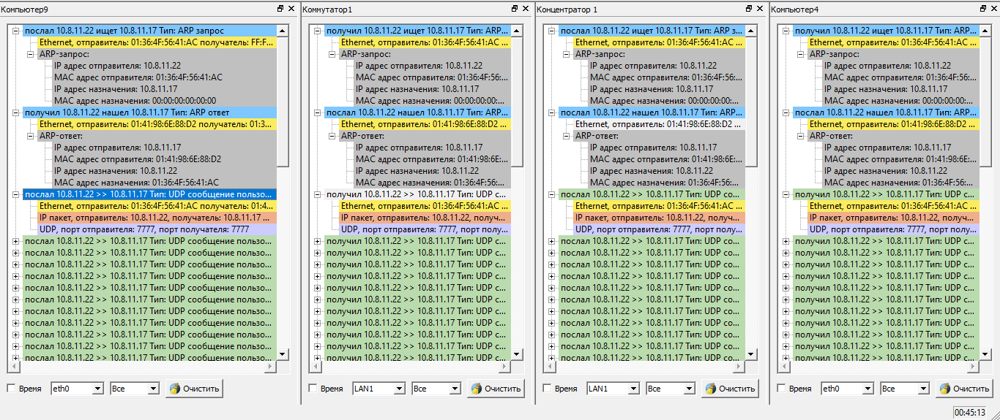 Компьютер9
послал 10.8.11.22 ищет 10.8.11.17 Тип: ARP запрос
Ethernet, отправитель: 01:36:4F:56:41:AC получатель: FF:F...
ARP-запрос:
IP адрес отправителя: 10.8.11.22
MAC адрес отправителя: 01:36:4F:56:41:AC
IP адрес назначения: 10.8.11.17
MAC адрес назначения: 00:00:00:00:00:00
получил 10.8.11.22 нашел 10.8.11.17 Тип: ARP ответ
Ethernet, отправитель: 01:41:98:6E:88:D2 получатель: 01:3...
ARP-ответ:
IP адрес отправителя: 10.8.11.17
MAC адрес отправителя: 01:41:98:6E:88:D2
IP адрес назначения: 10.8.11.22
MAC адрес назначения: 01:36:4F:56:41:AC
послал 10.8.11.22 >> 10.8.11.17 Тип: UDP сообщение пользо...
Ethernet, отправитель: 01:36:4F:56:41:AC получатель: 01:4...
IP пакет, отправитель: 10.8.11.22, получатель: 10.8.11.17 ...
UDP, порт отправителя: 7777, порт получателя: 7777
послал 10.8.11.22 >> 10.8.11.17 Тип: UDP сообщение пользо...
послал 10.8.11.22 >> 10.8.11.17 Тип: UDP сообщение пользо...
послал 10.8.11.22 >> 10.8.11.17 Тип: UDP сообщение пользо...
послал 10.8.11.22 >> 10.8.11.17 Тип: UDP сообщение пользо...
послал 10.8.11.22 >> 10.8.11.17 Тип: UDP сообщение пользо...
послал 10.8.11.22 >> 10.8.11.17 Тип: UDP сообщение пользо...
послал 10.8.11.22 >> 10.8.11.17 Тип: UDP сообщение пользо...
послал 10.8.11.22 >> 10.8.11.17 Тип: UDP сообщение пользо...
послал 10.8.11.22 >> 10.8.11.17 Тип: UDP сообщение пользо...
послал 10.8.11.22 >> 10.8.11.17 Тип: UDP сообщение пользо...
послал 10.8.11.22 >> 10.8.11.17 Тип: UDP сообщение пользо...
Время eth0 Все Очистить
Коммутатор1
получил 10.8.11.22 ищет 10.8.11.17 Тип: ARP...
Ethernet, отправитель: 01:36:4F:56:41:AC ...
ARP-запрос:
IP адрес отправителя: 10.8.11.22
MAC адрес отправителя: 01:36:4F:56:...
IP адрес назначения: 10.8.11.17
MAC адрес назначения: 00:00:00:00:...
послал 10.8.11.22 нашел 10.8.11.17 Тип: ARP...
Ethernet, отправитель: 01:41:98:6E:88:D2 ...
ARP-ответ:
IP адрес отправителя: 10.8.11.17
MAC адрес отправителя: 01:41:98:6E:...
IP адрес назначения: 10.8.11.22
MAC адрес назначения: 01:36:4F:56:...
получил 10.8.11.22 >> 10.8.11.17 Тип: UDP с...
Ethernet, отправитель: 01:36:4F:56:41:AC ...
IP пакет, отправитель: 10.8.11.22, получ...
UDP, порт отправителя: 7777, порт полу...
получил 10.8.11.22 >> 10.8.11.17 Тип: UDP с...
получил 10.8.11.22 >> 10.8.11.17 Тип: UDP с...
получил 10.8.11.22 >> 10.8.11.17 Тип: UDP с...
получил 10.8.11.22 >> 10.8.11.17 Тип: UDP с...
получил 10.8.11.22 >> 10.8.11.17 Тип: UDP с...
получил 10.8.11.22 >> 10.8.11.17 Тип: UDP с...
получил 10.8.11.22 >> 10.8.11.17 Тип: UDP с...
получил 10.8.11.22 >> 10.8.11.17 Тип: UDP с...
получил 10.8.11.22 >> 10.8.11.17 Тип: UDP с...
получил 10.8.11.22 >> 10.8.11.17 Тип: UDP с...
получил 10.8.11.22 >> 10.8.11.17 Тип: UDP с...
Время LAN1 Все Очистить
Концентратор 1
послал 10.8.11.22 ищет 10.8.11.17 Тип: ARP з...
Ethernet, отправитель: 01:36:4F:56:41:AC ...
ARP-запрос:
IP адрес отправителя: 10.8.11.22
MAC адрес отправителя: 01:36:4F:56:...
IP адрес назначения: 10.8.11.17
MAC адрес назначения: 00:00:00:00:...
послал 10.8.11.22 нашел 10.8.11.17 Тип: ARP...
Ethernet, отправитель: 01:41:98:6E:88:D2 ...
ARP-ответ:
IP адрес отправителя: 10.8.11.17
MAC адрес отправителя: 01:41:98:6E:...
IP адрес назначения: 10.8.11.22
MAC адрес назначения: 01:36:4F:56:...
послал 10.8.11.22 >> 10.8.11.17 Тип: UDP со...
Ethernet, отправитель: 01:36:4F:56:41:AC ...
IP пакет, отправитель: 10.8.11.22, получ...
UDP, порт отправителя: 7777, порт полу...
послал 10.8.11.22 >> 10.8.11.17 Тип: UDP со...
послал 10.8.11.22 >> 10.8.11.17 Тип: UDP со...
послал 10.8.11.22 >> 10.8.11.17 Тип: UDP со...
послал 10.8.11.22 >> 10.8.11.17 Тип: UDP со...
послал 10.8.11.22 >> 10.8.11.17 Тип: UDP со...
послал 10.8.11.22 >> 10.8.11.17 Тип: UDP со...
послал 10.8.11.22 >> 10.8.11.17 Тип: UDP со...
послал 10.8.11.22 >> 10.8.11.17 Тип: UDP со...
послал 10.8.11.22 >> 10.8.11.17 Тип: UDP со...
послал 10.8.11.22 >> 10.8.11.17 Тип: UDP со...
послал 10.8.11.22 >> 10.8.11.17 Тип: UDP со...
Время LAN1 Все Очистить
Компьютер4
получил 10.8.11.22 ищет 10.8.11.17 Тип: ARP...
Ethernet, отправитель: 01:36:4F:56:41:AC ...
ARP-запрос:
IP адрес отправителя: 10.8.11.22
MAC адрес отправителя: 01:36:4F:56:...
IP адрес назначения: 10.8.11.17
MAC адрес назначения: 00:00:00:00:...
послал 10.8.11.22 нашел 10.8.11.17 Тип: ARP...
Ethernet, отправитель: 01:41:98:6E:88:D2 ...
ARP-ответ:
IP адрес отправителя: 10.8.11.17
MAC адрес отправителя: 01:41:98:6E:...
IP адрес назначения: 10.8.11.22
MAC адрес назначения: 01:36:4F:56:...
получил 10.8.11.22 >> 10.8.11.17 Тип: UDP с...
Ethernet, отправитель: 01:36:4F:56:41:AC ...
IP пакет, отправитель: 10.8.11.22, получ...
UDP, порт отправителя: 7777, порт полу...
получил 10.8.11.22 >> 10.8.11.17 Тип: UDP с...
получил 10.8.11.22 >> 10.8.11.17 Тип: UDP с...
получил 10.8.11.22 >> 10.8.11.17 Тип: UDP с...
получил 10.8.11.22 >> 10.8.11.17 Тип: UDP с...
получил 10.8.11.22 >> 10.8.11.17 Тип: UDP с...
получил 10.8.11.22 >> 10.8.11.17 Тип: UDP с...
получил 10.8.11.22 >> 10.8.11.17 Тип: UDP с...
получил 10.8.11.22 >> 10.8.11.17 Тип: UDP с...
получил 10.8.11.22 >> 10.8.11.17 Тип: UDP с...
получил 10.8.11.22 >> 10.8.11.17 Тип: UDP с...
получил 10.8.11.22 >> 10.8.11.17 Тип: UDP с...
Время eth0 Все Очистить
00:45:13